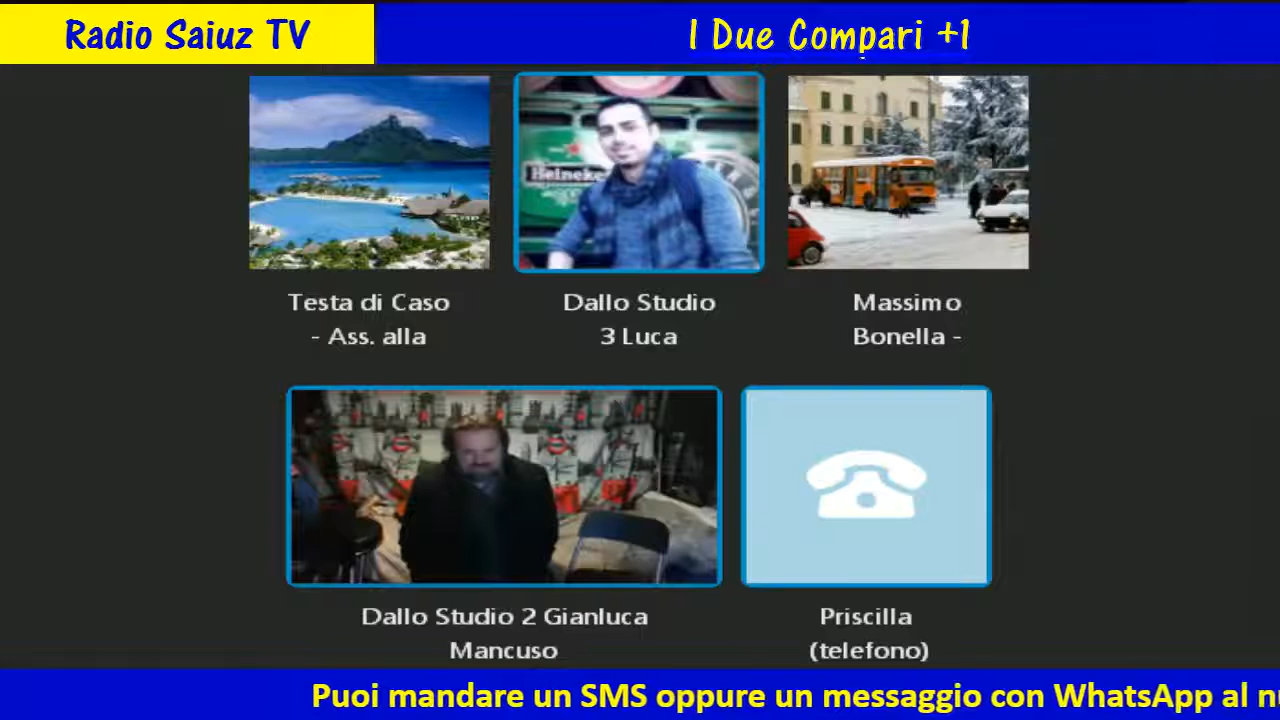 Radio Saiuz TV
I Due Compari +1
Heineke
Testa di Caso
- Ass. alla
Dallo Studio
3 Luca
Massimo
Bonella -
Dallo Studio 2 Gianluca
Mancuso
Priscilla
(telefono)
Puoi mandare un SMS oppure un messaggio con WhatsApp al